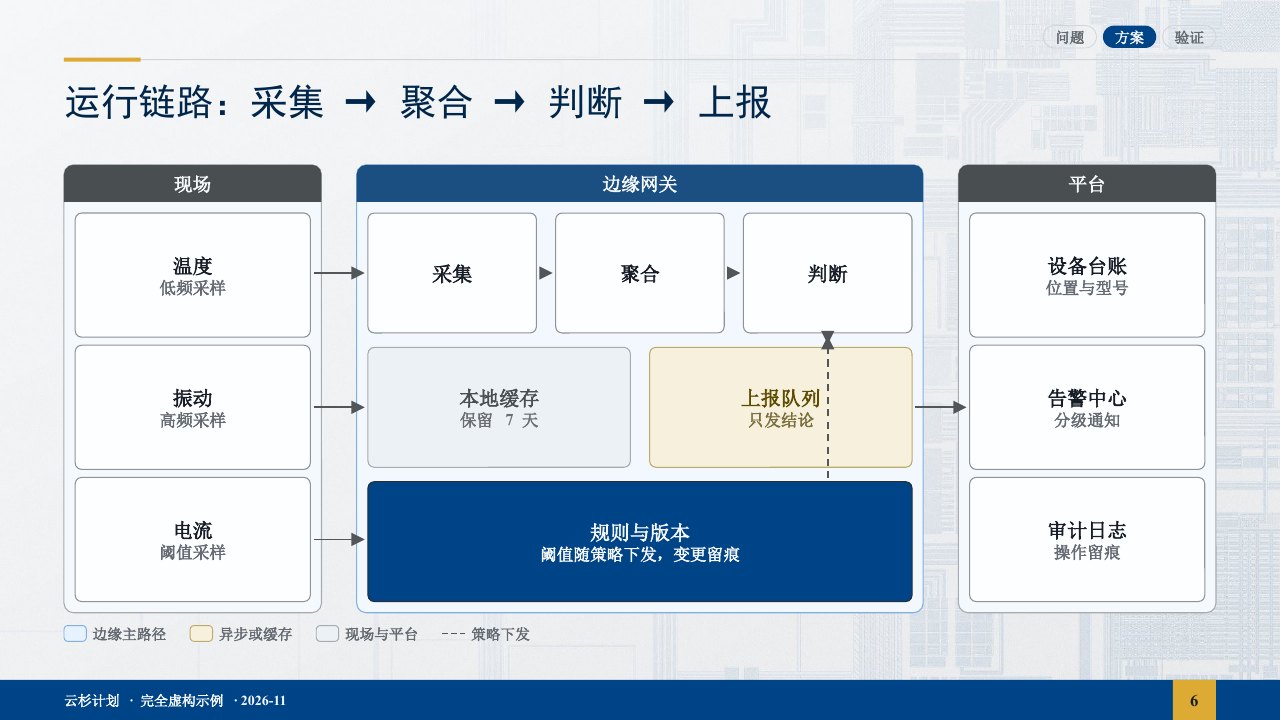 问题 方案 验证
运行链路：采集 → 聚合 → 判断 → 上报
现场
温度
低频采样
振动
高频采样
电流
阈值采样
边缘网关
采集
聚合
判断
本地缓存
保留 7 天
上报队列
只发结论
规则与版本
阈值随策略下发，变更留痕
平台
设备台账
位置与型号
告警中心
分级通知
审计日志
操作留痕
边缘主路径 异步或缓存 现场与平台 策略下发
云杉计划 · 完全虚构示例 · 2026-11
6